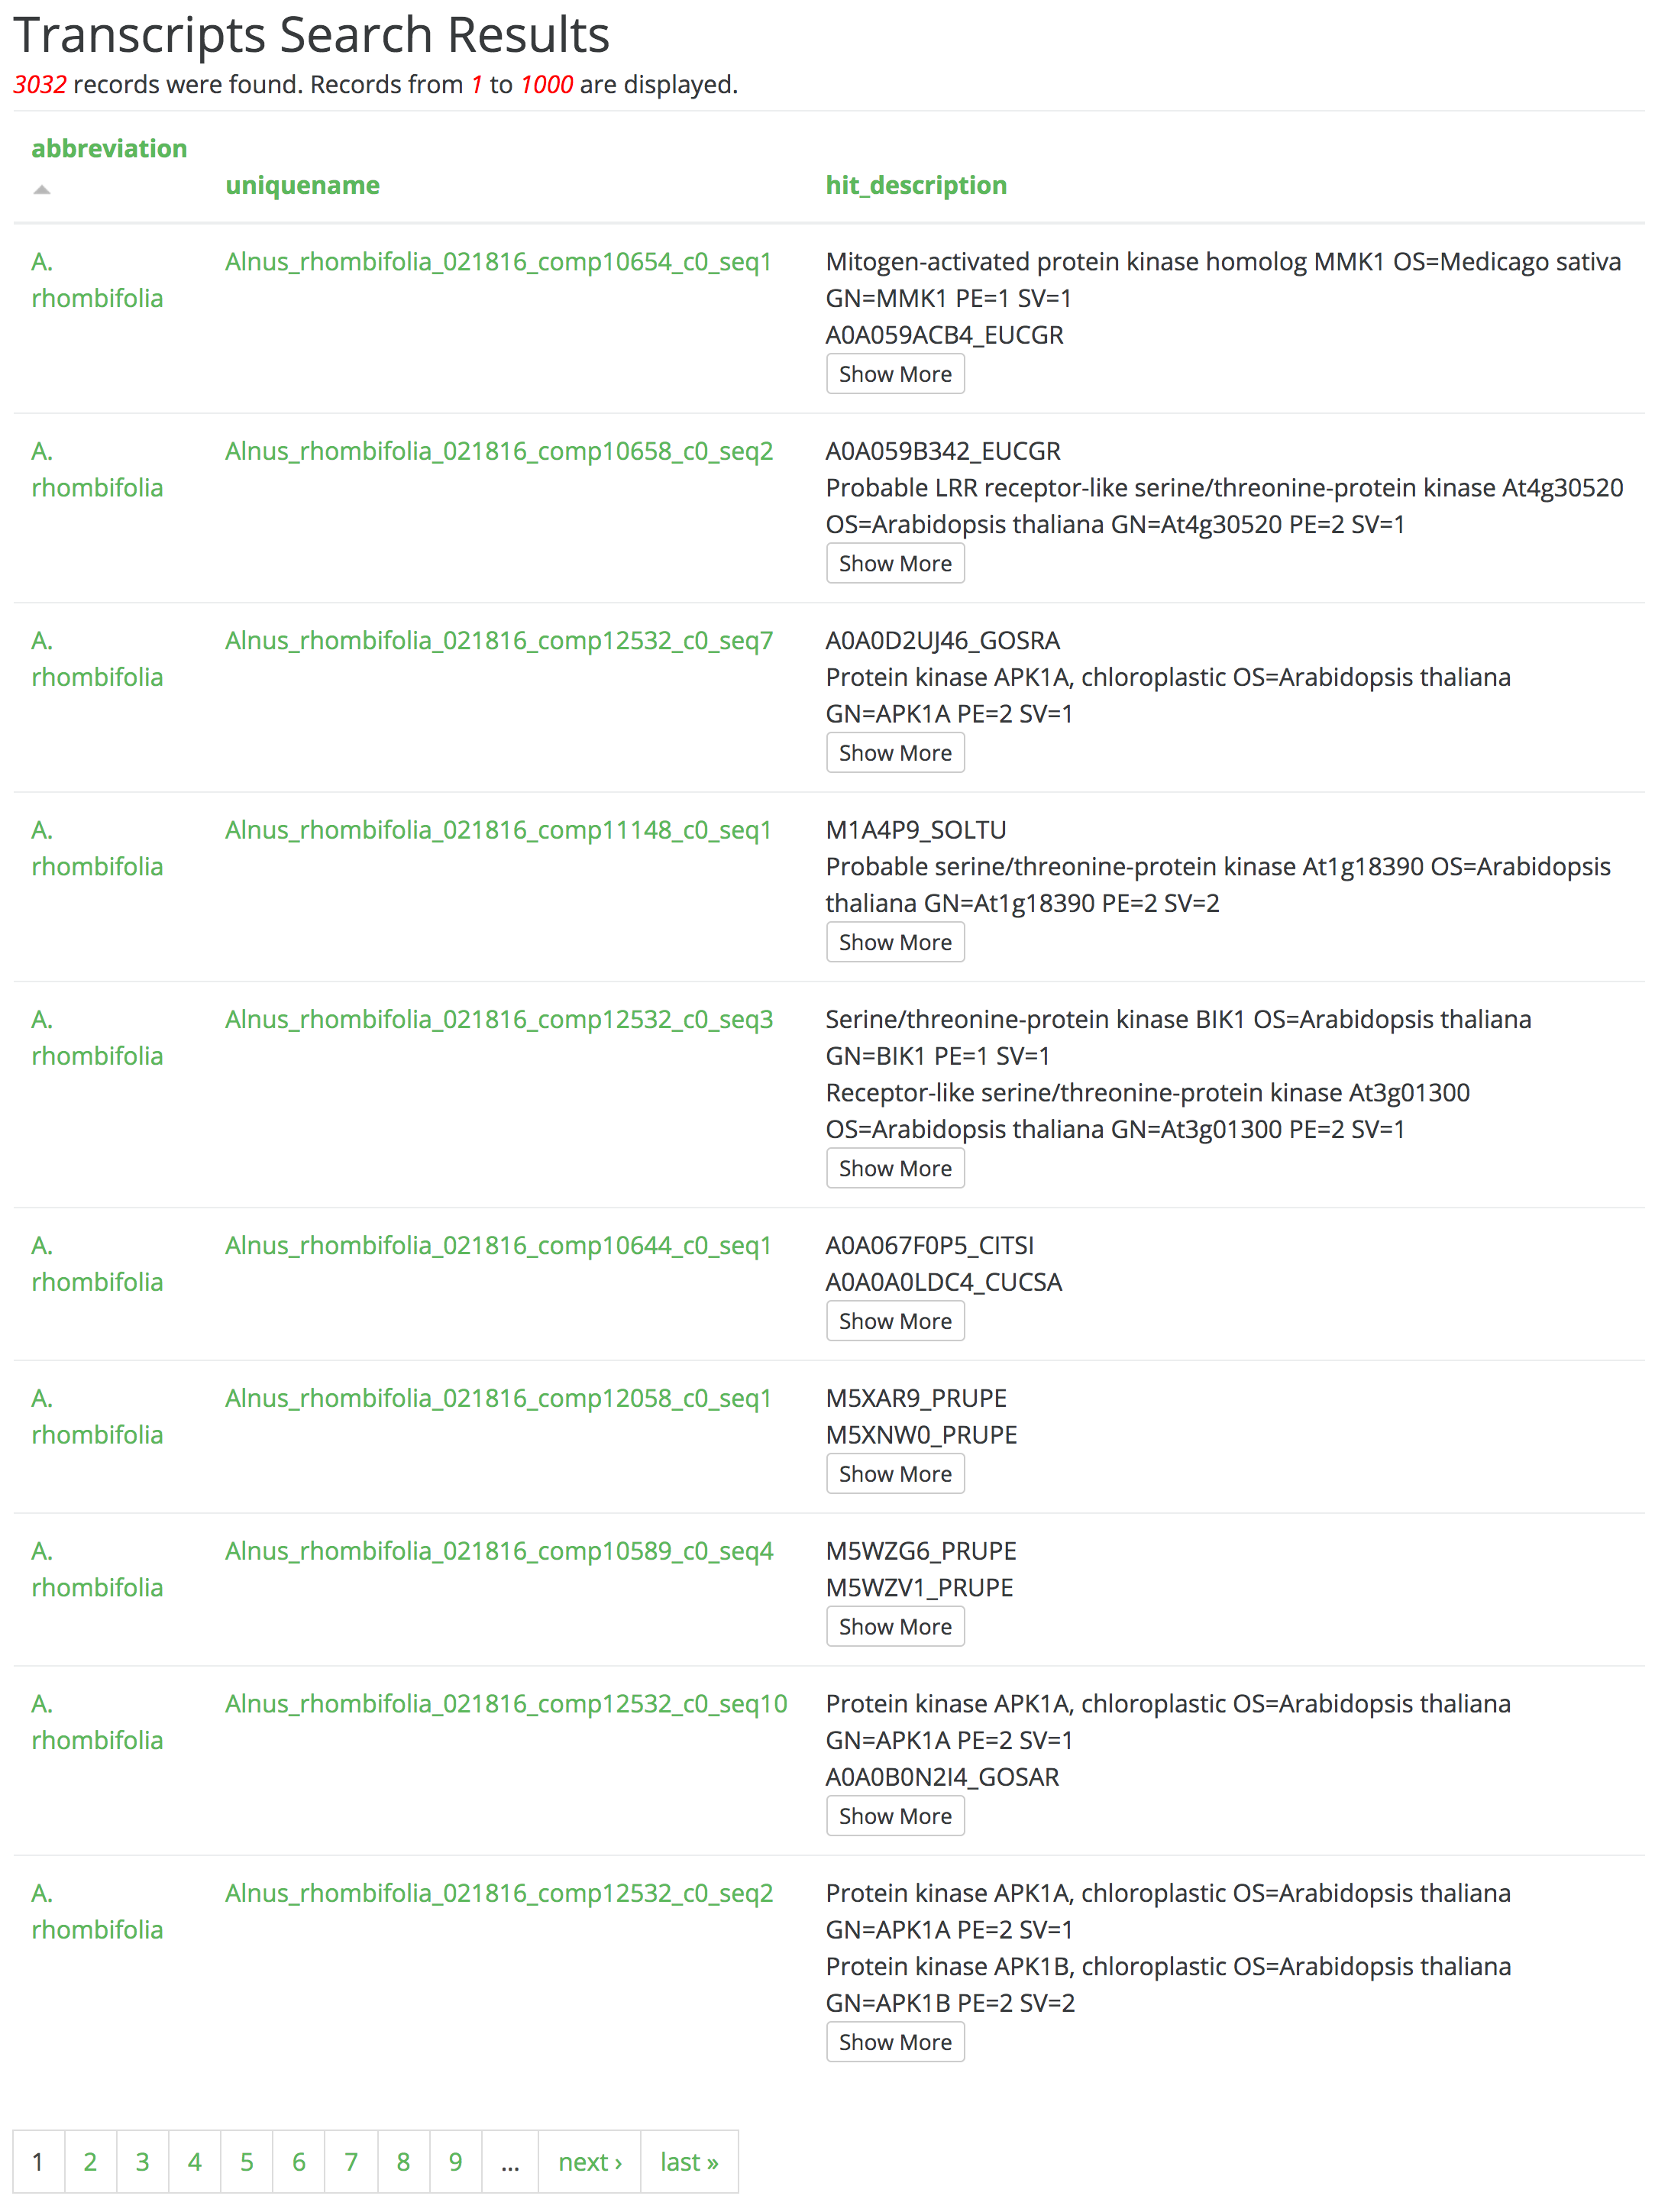 Transcripts Search Results
3032 records were found. Records from 1 to 1000 are displayed.
abbreviation
uniquename
hit_description
A.
rhombifolia
Alnus_rhombifolia_021816_comp10654_c0_seq1
Mitogen-activated protein kinase homolog MMK1 OS=Medicago sativa
GN=MMK1 PE=1 SV=1
A0A059ACB4_EUCGR
Show More
A.
rhombifolia
Alnus_rhombifolia_021816_comp10658_c0_seq2
A0A059B342_EUCGR
Probable LRR receptor-like serine/threonine-protein kinase At4g30520
OS=Arabidopsis thaliana GN=At4g30520 PE=2 SV=1
Show More
A.
rhombifolia
Alnus_rhombifolia_021816_comp12532_c0_seq7
A0A0D2UJ46_GOSRA
Protein kinase APK1A, chloroplastic OS=Arabidopsis thaliana
GN=APK1A PE=2 SV=1
Show More
A.
rhombifolia
Alnus_rhombifolia_021816_comp11148_c0_seq1
M1A4P9_SOLTU
Probable serine/threonine-protein kinase At1g18390 OS=Arabidopsis
thaliana GN=At1g18390 PE=2 SV=2
Show More
A.
rhombifolia
Alnus_rhombifolia_021816_comp12532_c0_seq3
Serine/threonine-protein kinase BIK1 OS=Arabidopsis thaliana
GN=BIK1 PE=1 SV=1
Receptor-like serine/threonine-protein kinase At3g01300
OS=Arabidopsis thaliana GN=At3g01300 PE=2 SV=1
Show More
A.
rhombifolia
Alnus_rhombifolia_021816_comp10644_c0_seq1
A0A067F0P5_CITSI
A0A0A0LDC4_CUCSA
Show More
A.
rhombifolia
Alnus_rhombifolia_021816_comp12058_c0_seq1
M5XAR9_PRUPE
M5XNW0_PRUPE
Show More
A.
rhombifolia
Alnus_rhombifolia_021816_comp10589_c0_seq4
M5WZG6_PRUPE
M5WZV1_PRUPE
Show More
A.
rhombifolia
Alnus_rhombifolia_021816_comp12532_c0_seq10
Protein kinase APK1A, chloroplastic OS=Arabidopsis thaliana
GN=APK1A PE=2 SV=1
A0A0B0N2I4_GOSAR
Show More
A.
rhombifolia
Alnus_rhombifolia_021816_comp12532_c0_seq2
Protein kinase APK1A, chloroplastic OS=Arabidopsis thaliana
GN=APK1A PE=2 SV=1
Protein kinase APK1B, chloroplastic OS=Arabidopsis thaliana
GN=APK1B PE=2 SV=2
Show More
1 2 3 4 5 6 7 8 9 ... next › last »